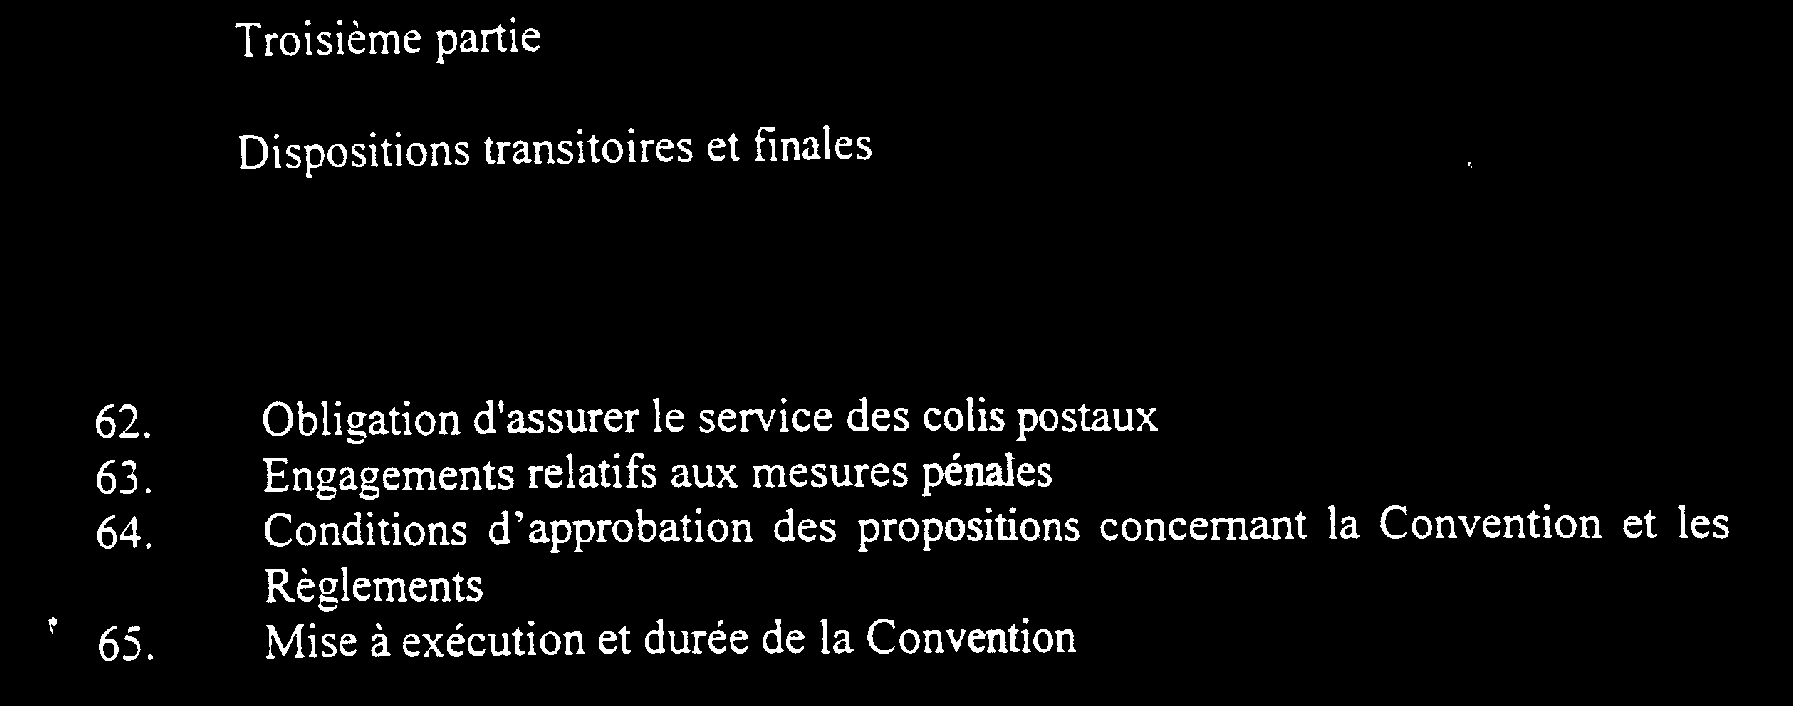 Troisième partie
Dispositions transitoires et finales
62. Obligation d'assurer le service des colis postaux
63. Engagements relatifs aux mesures pénales
64. Conditions d’approbation des propositions concernant la Convention et les
Règlements
65. Mise à exécution et durée de la Convention